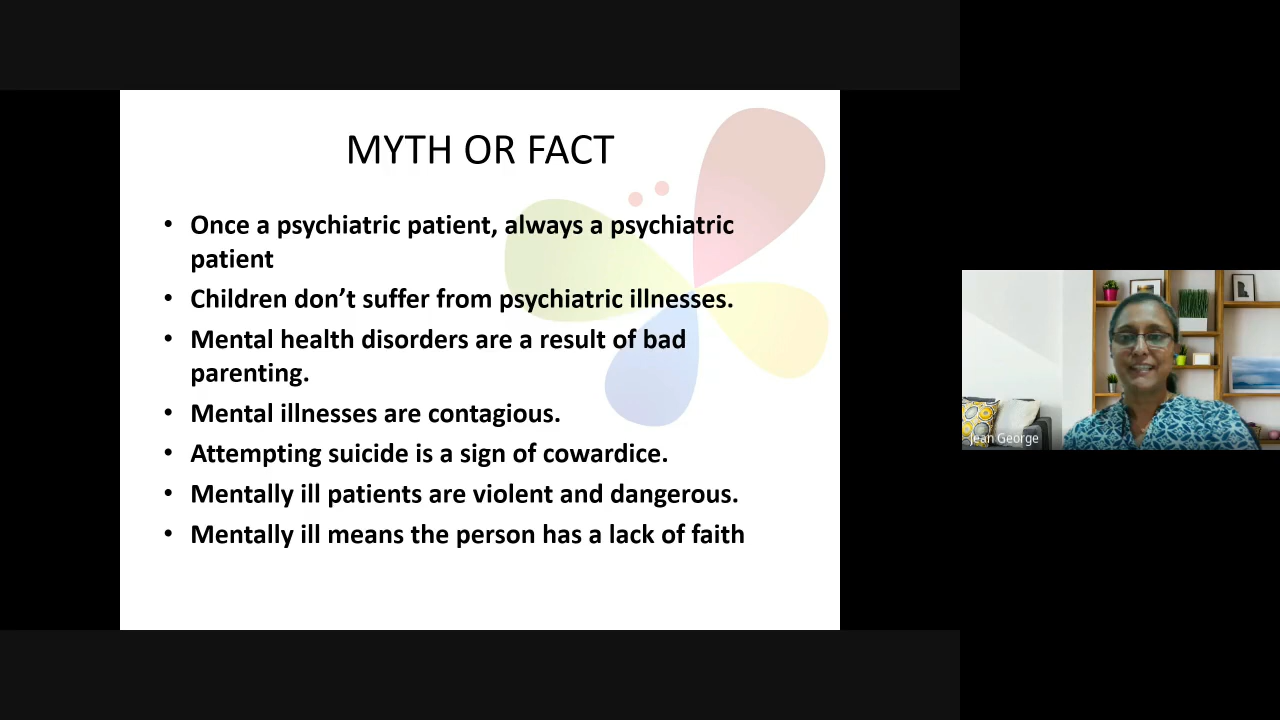 MYTH OR FACT
• Once a psychiatric patient, always a psychiatric
patient
• Children don’t suffer from psychiatric illnesses.
• Mental health disorders are a result of bad
parenting.
• Mental illnesses are contagious.
• Attempting suicide is a sign of cowardice.
• Mentally ill patients are violent and dangerous.
• Mentally ill means the person has a lack of faith
Jean George